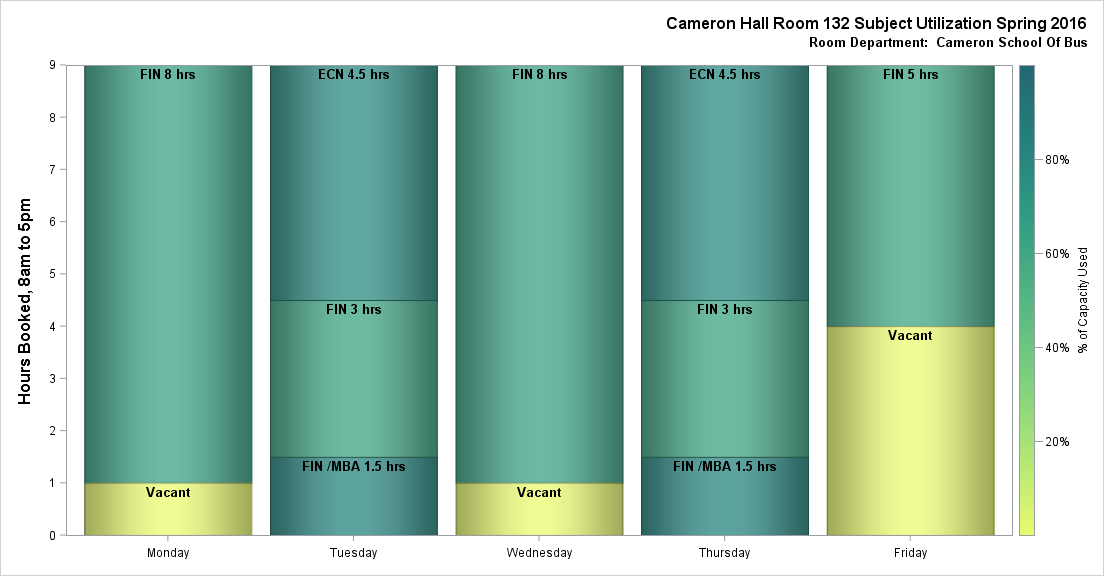 Cameron Hall Room 132 Subject Utilization Spring 2016
Room Department:  Cameron School Of Bus
Hours Booked, 8am to 5pm
9
8
7
6
5
4
3
2
1
0
FIN 8 hrs
Vacant
Monday
ECN 4.5 hrs
FIN 3 hrs
FIN /MBA 1.5 hrs
Tuesday
FIN 8 hrs
Vacant
Wednesday
ECN 4.5 hrs
FIN 3 hrs
FIN /MBA 1.5 hrs
Thursday
FIN 5 hrs
Vacant
Friday
80%
60%
40%
20%
% of Capacity Used